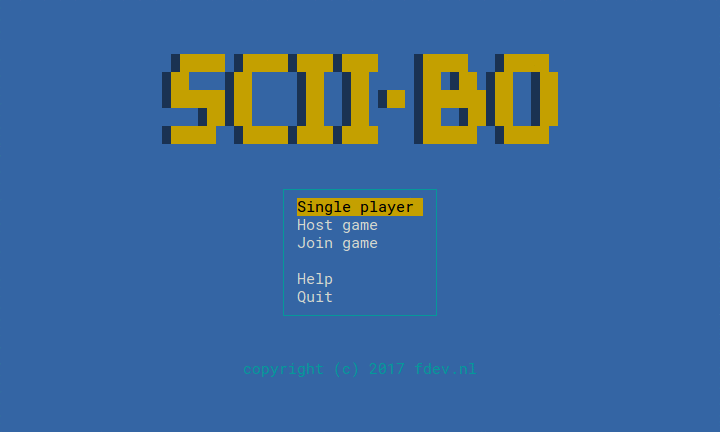 SCII-BO
Single player
Host game
Join game
Help
Quit
copyright (c) 2017 fdev.nl